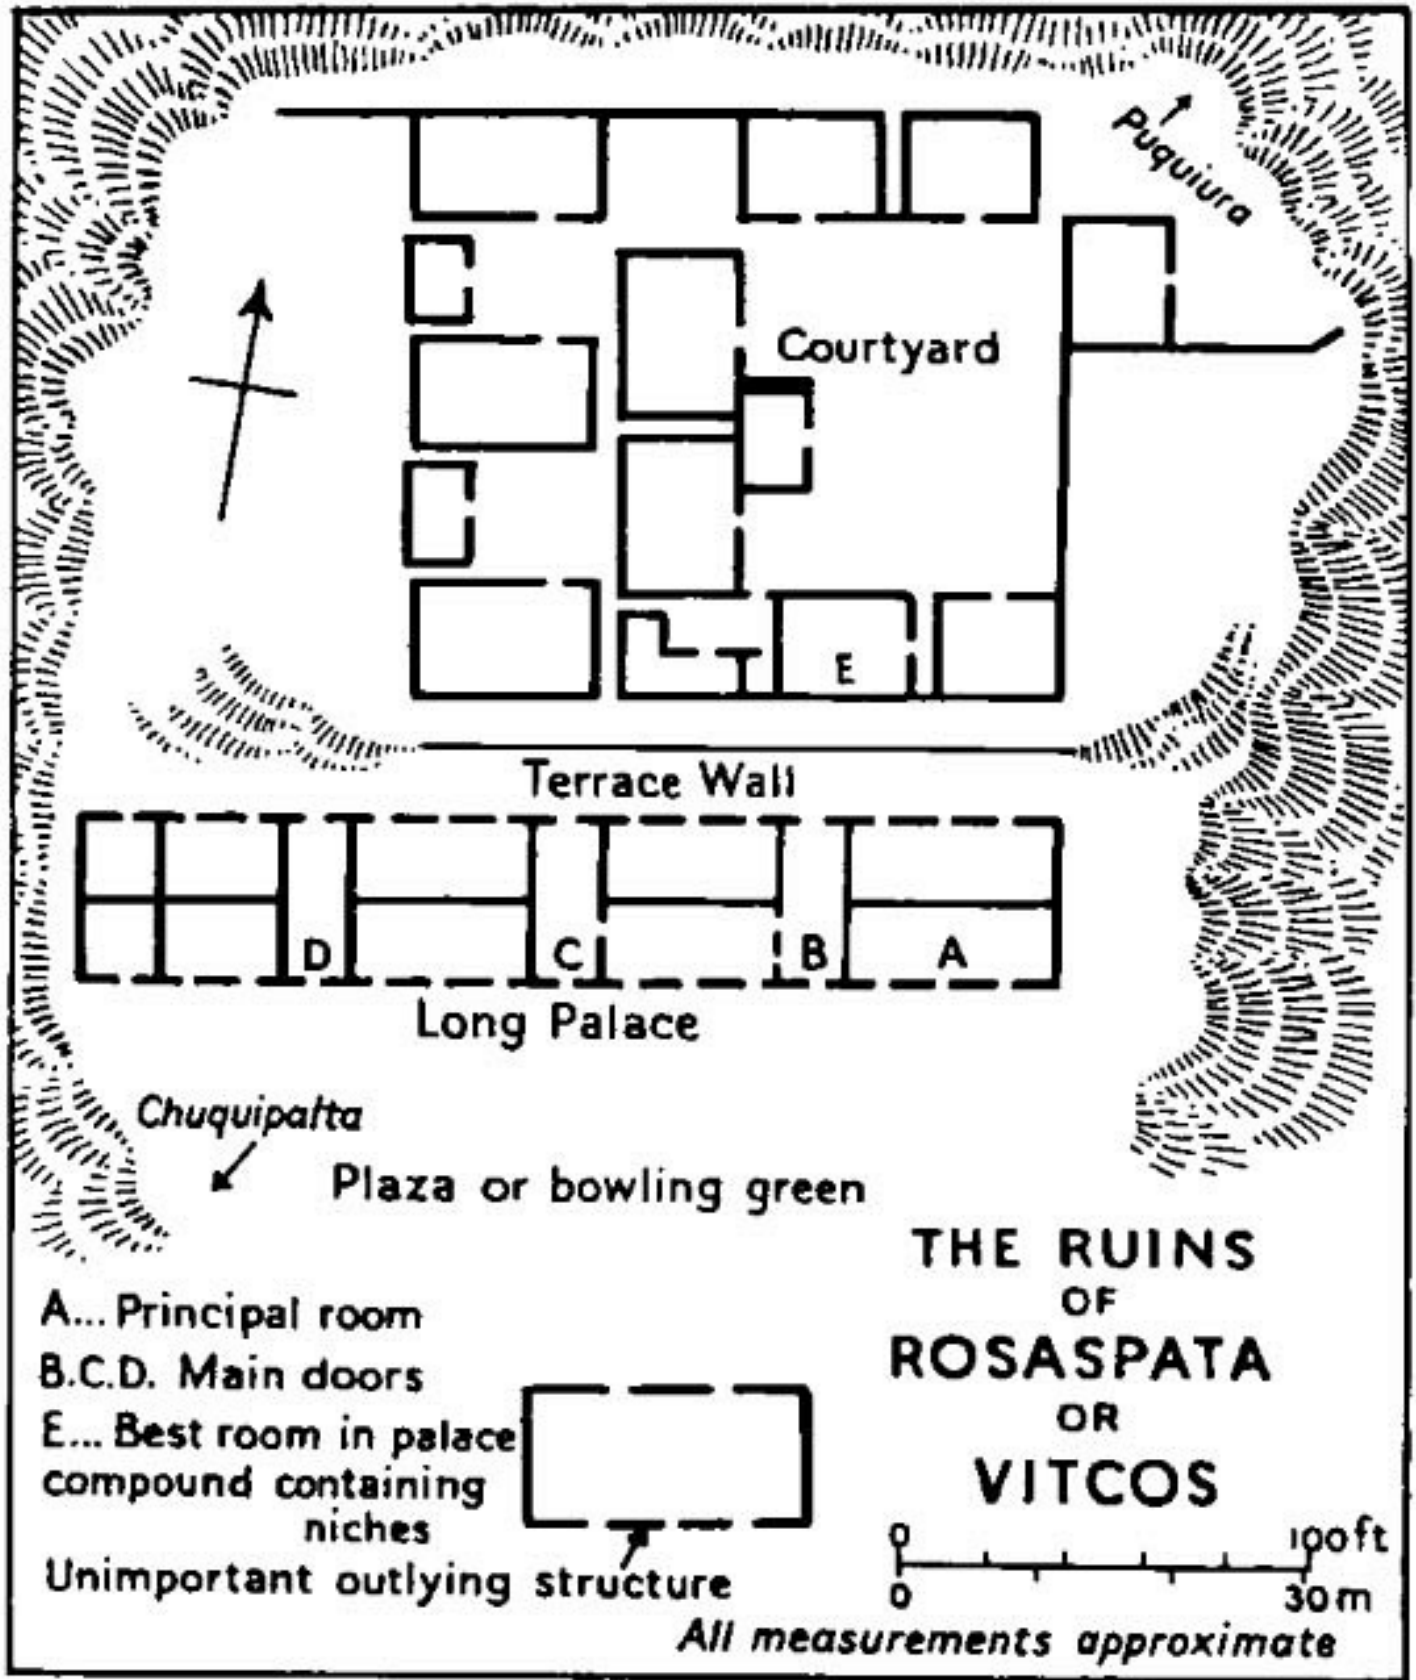 Puquiura
Courtyard
E
Terrace Wall
D
C
B
A
Long Palace
Chuquipalta
Plaza or bowling green
THE RUINS
OF
ROSASPATA
OR
VITCOS
A... Principal room
B.C.D. Main doors
E... Best room in palace
compound containing
niches
Unimportant outlying structure
0 100ft
0 30m
All measurements approximate